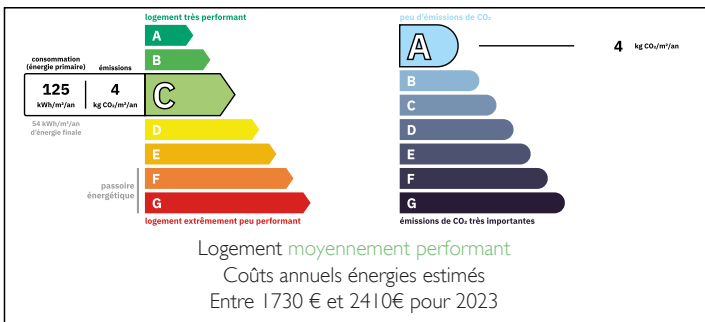 logement très performant
A
B
consommation
(énergie primaire)
émissions
125
kWh/m²/an
4
kg CO₂/m²/an
C
54 kWh/m²/an
d'énergie finale
D
E
passoire
énergétique
F
G
logement extrêmement peu performant
peu d'émissions de CO₂
A
4 kg CO₂/m²/an
B
C
D
E
F
G
émissions de CO₂ très importantes
Logement moyennement performant
Coûts annuels énergies estimés
Entre 1730 € et 2410€ pour 2023